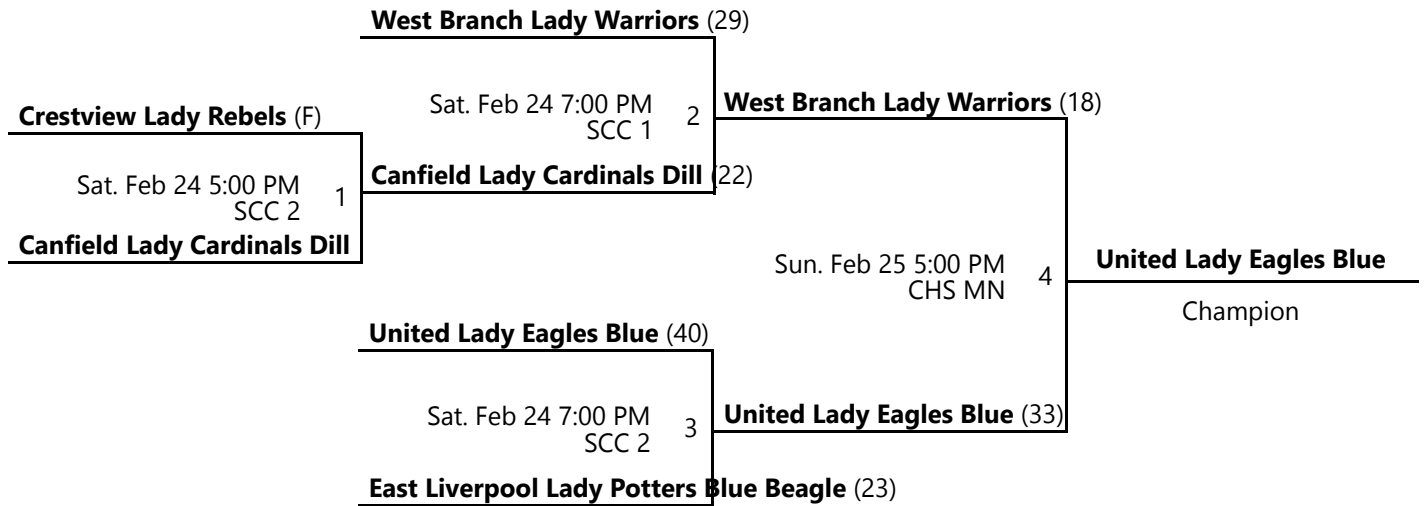 West Branch Lady Warriors (29)
Sat. Feb 24 7:00 PM
SCC 1
2
West Branch Lady Warriors (18)
Crestview Lady Rebels (F)
Sat. Feb 24 5:00 PM
SCC 2
1
Canfield Lady Cardinals Dill (22)
Canfield Lady Cardinals Dill
Sun. Feb 25 5:00 PM
CHS MN
4
United Lady Eagles Blue
Champion
United Lady Eagles Blue (40)
Sat. Feb 24 7:00 PM
SCC 2
3
United Lady Eagles Blue (33)
East Liverpool Lady Potters Blue Beagle (23)